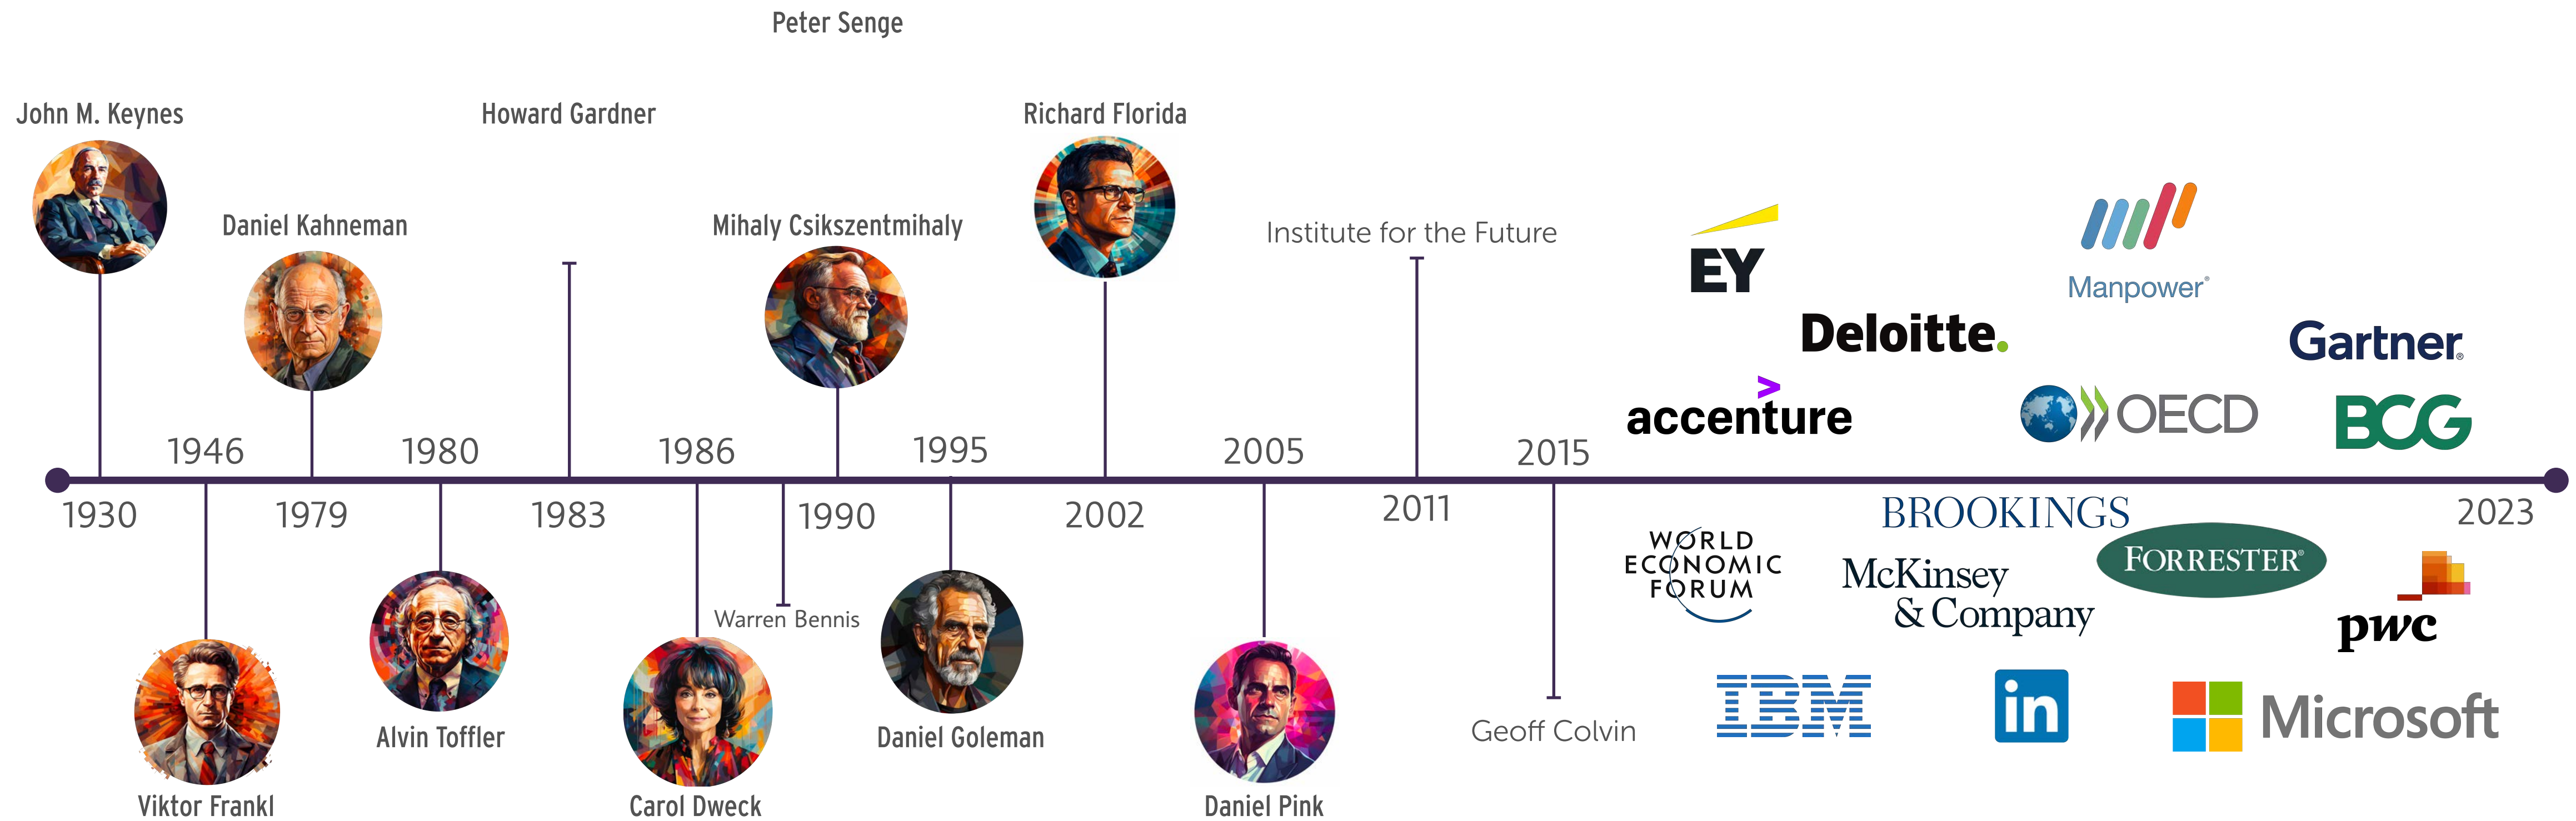 Peter Senge
John M. Keynes
Howard Gardner
Richard Florida
Daniel Kahneman
Mihaly Csikszentmihaly
Institute for the Future
EY
Manpower®
Deloitte.
Gartner®
accenture
OECD
BCG
1946
1980
1986
1995
2005
2015
1930
1979
1983
1990
2002
2011
2023
BROOKINGS
WORLD
ECONOMIC
FORUM
McKinsey
& Company
FORRESTER®
pwc
Warren Bennis
IBM
in
Microsoft
Alvin Toffler
Daniel Goleman
Geoff Colvin
Viktor Frankl
Carol Dweck
Daniel Pink